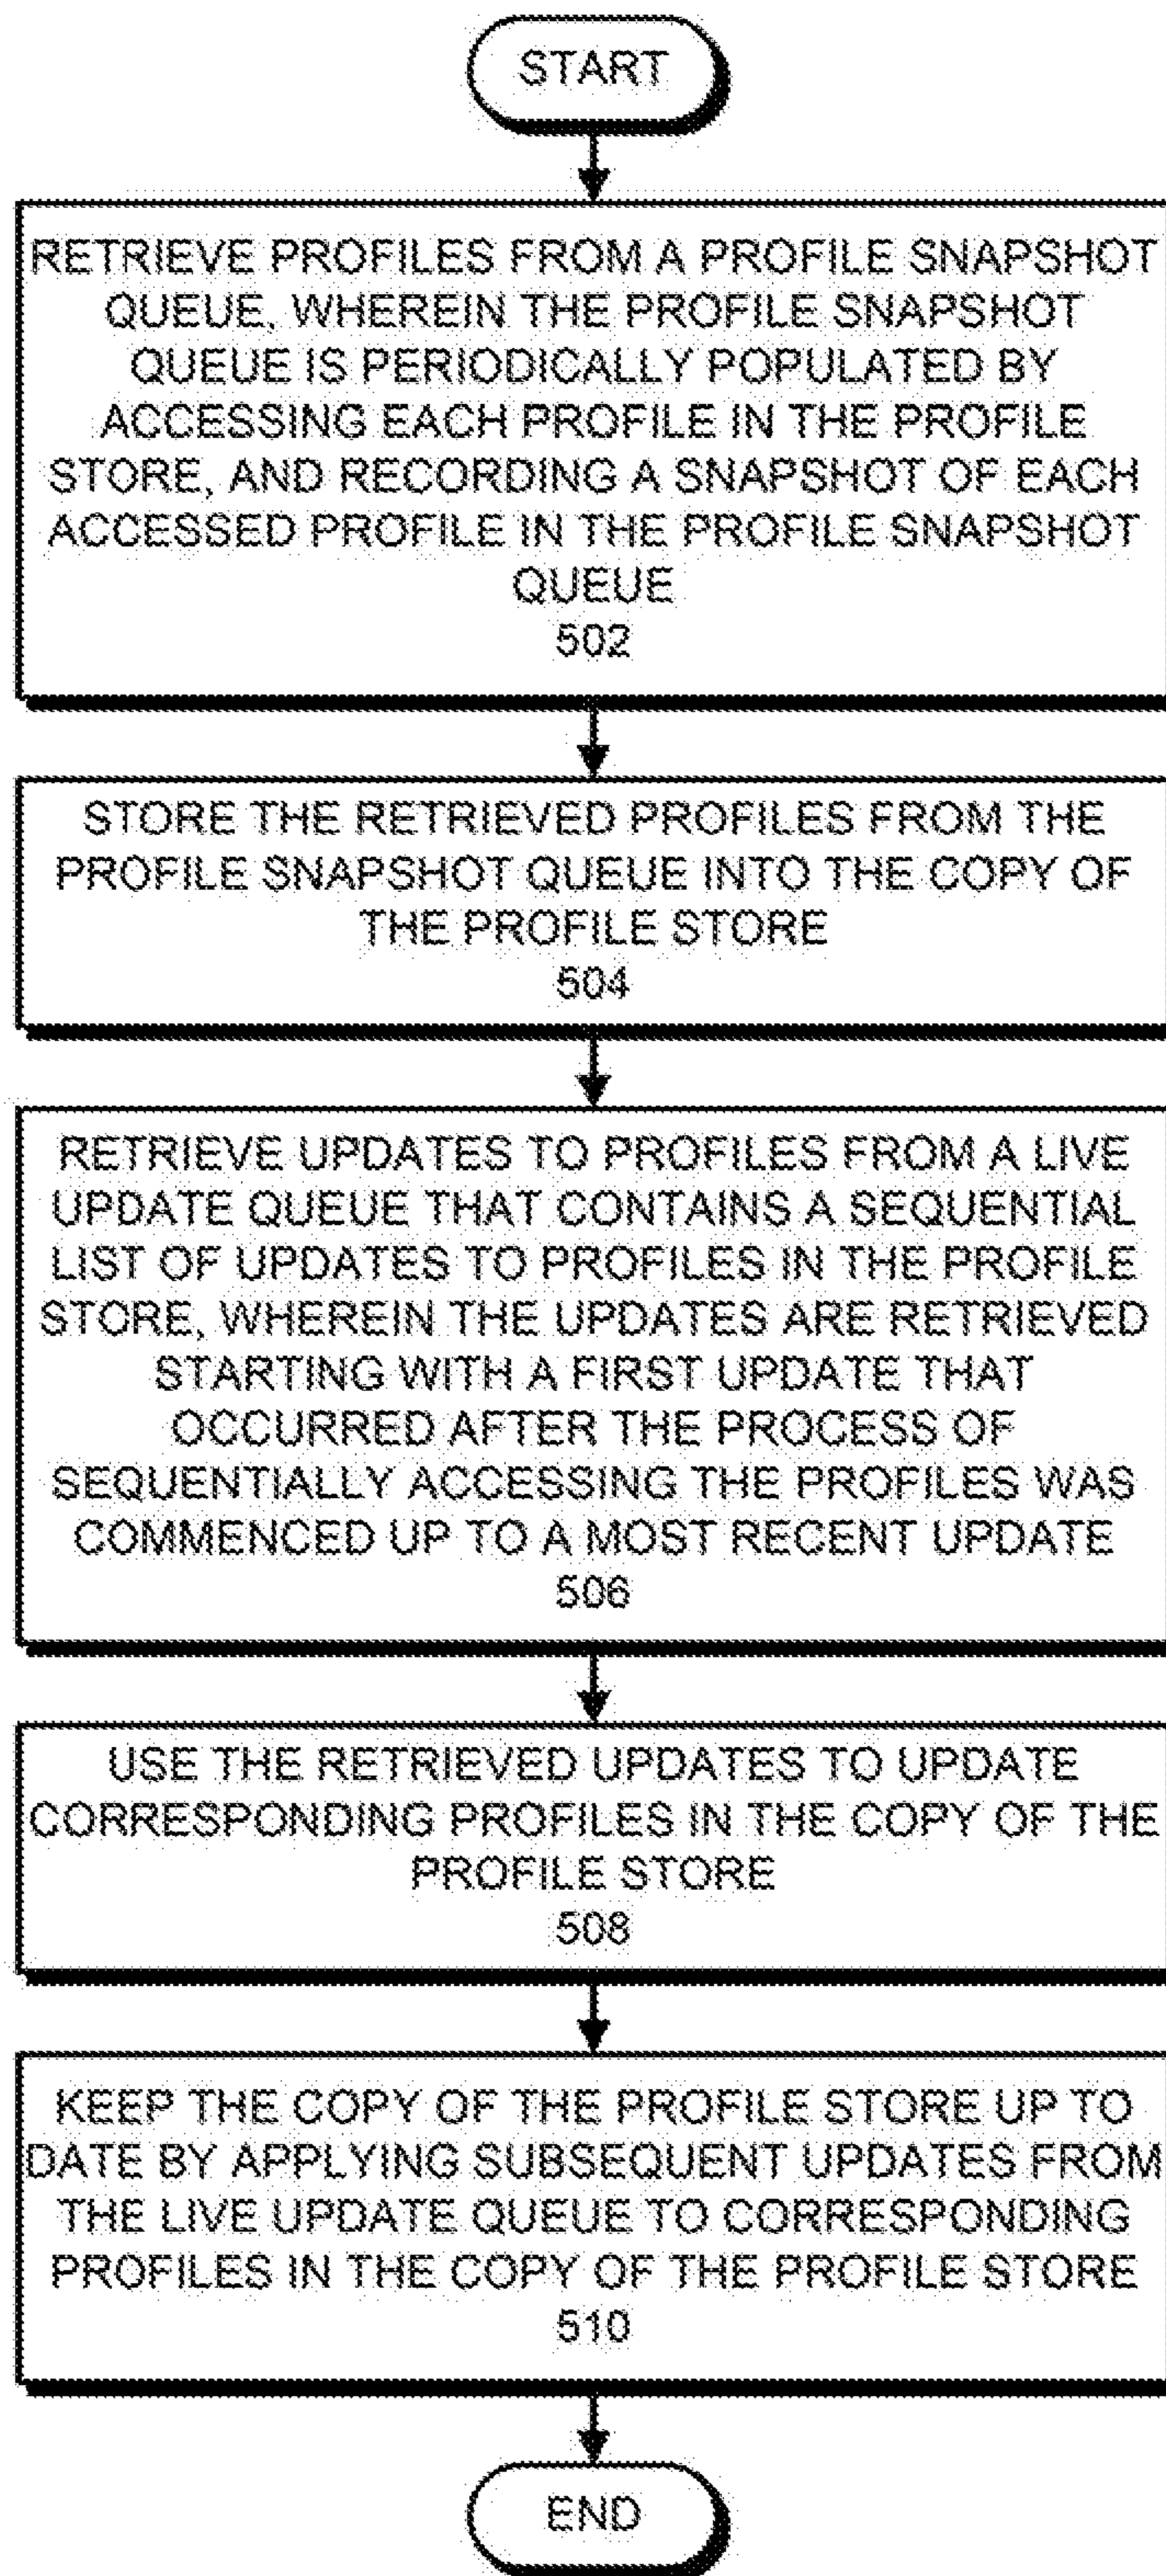 START
RETRIEVE PROFILES FROM A PROFILE SNAPSHOT
QUEUE, WHEREIN THE PROFILE SNAPSHOT
QUEUE IS PERIODICALLY POPULATED BY
ACCESSING EACH PROFILE IN THE PROFILE
STORE, AND RECORDING A SNAPSHOT OF EACH
ACCESSED PROFILE IN THE PROFILE SNAPSHOT
QUEUE
502
STORE THE RETRIEVED PROFILES FROM THE
PROFILE SNAPSHOT QUEUE INTO THE COPY OF
THE PROFILE STORE
504
RETRIEVE UPDATES TO PROFILES FROM A LIVE
UPDATE QUEUE THAT CONTAINS A SEQUENTIAL
LIST OF UPDATES TO PROFILES IN THE PROFILE
STORE, WHEREIN THE UPDATES ARE RETRIEVED
STARTING WITH A FIRST UPDATE THAT
OCCURRED AFTER THE PROCESS OF
SEQUENTIALLY ACCESSING THE PROFILES WAS
COMMENCED UP TO A MOST RECENT UPDATE
506
USE THE RETRIEVED UPDATES TO UPDATE
CORRESPONDING PROFILES IN THE COPY OF THE
PROFILE STORE
508
KEEP THE COPY OF THE PROFILE STORE UP TO
DATE BY APPLYING SUBSEQUENT UPDATES FROM
THE LIVE UPDATE QUEUE TO CORRESPONDING
PROFILES IN THE COPY OF THE PROFILE STORE
510
END